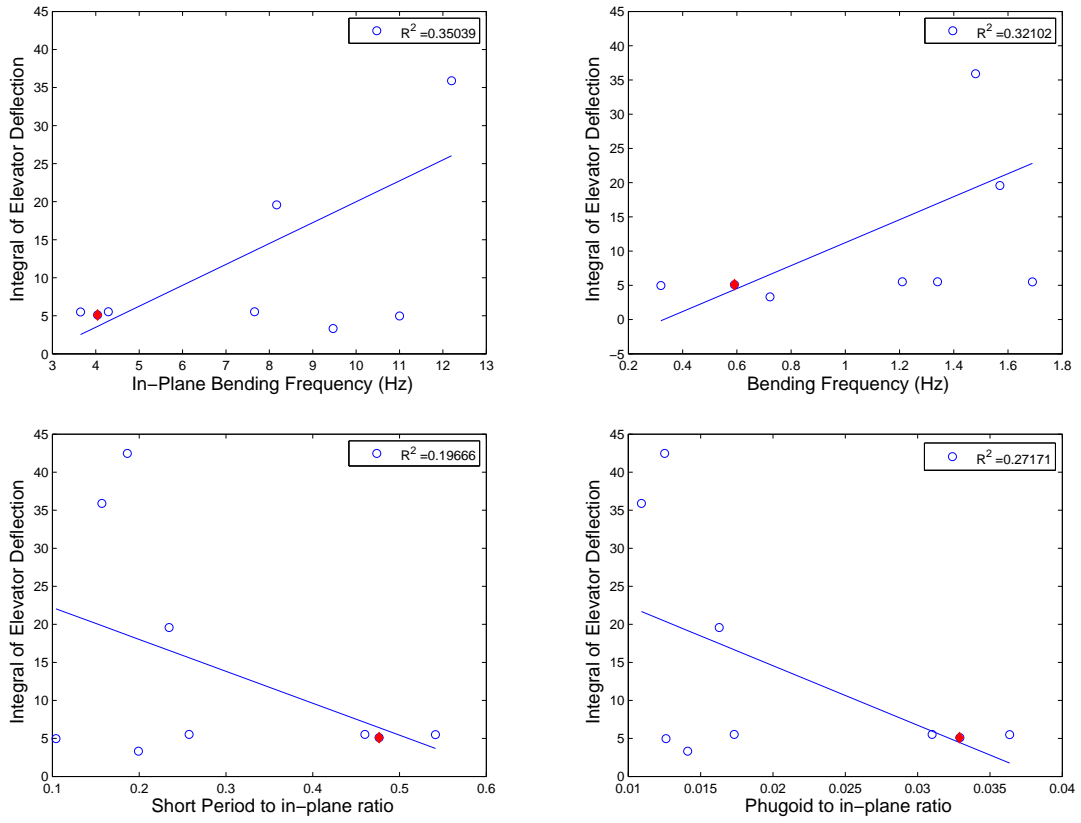 R² =0.35039
45
40
35
30
25
20
15
10
5
0
3 4 5 6 7 8 9 10 11 12 13
Integral of Elevator Deflection
In−Plane Bending Frequency (Hz)
R² =0.32102
45
40
35
30
25
20
15
10
5
0
−5
0.2 0.4 0.6 0.8 1 1.2 1.4 1.6 1.8
Integral of Elevator Deflection
Bending Frequency (Hz)
R² =0.19666
45
40
35
30
25
20
15
10
5
0
0.1 0.2 0.3 0.4 0.5 0.6
Integral of Elevator Deflection
Short Period to in−plane ratio
R² =0.27171
45
40
35
30
25
20
15
10
5
0
0.01 0.015 0.02 0.025 0.03 0.035 0.04
Integral of Elevator Deflection
Phugoid to in−plane ratio